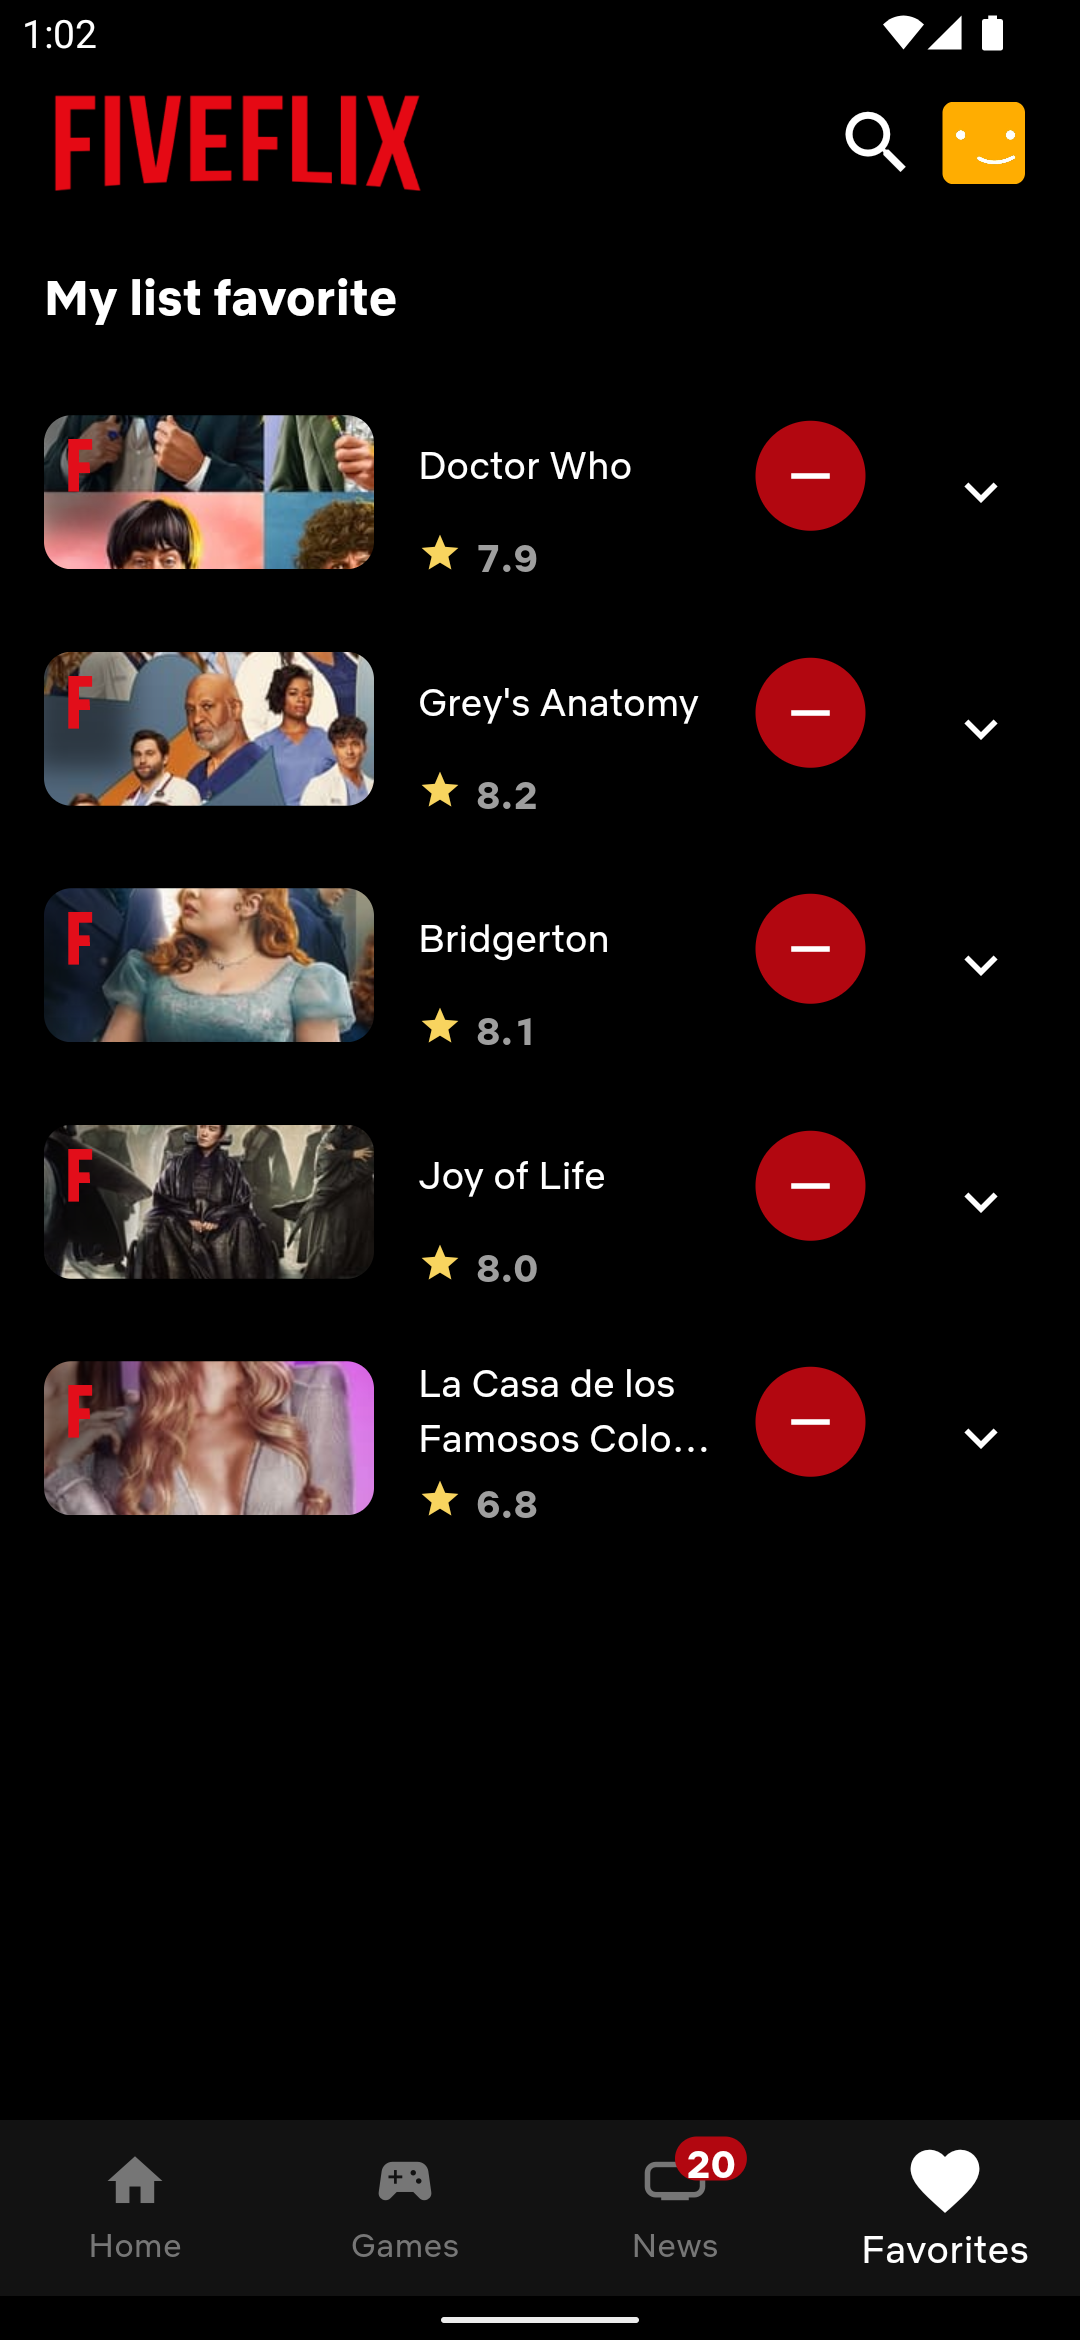 1:02
FIVEFLIX
My list favorite
F
Doctor Who
7.9
F
Grey's Anatomy
8.2
F
Bridgerton
8.1
F
Joy of Life
8.0
F
La Casa de los
Famosos Colo...
6.8
20
Home
Games
News
Favorites